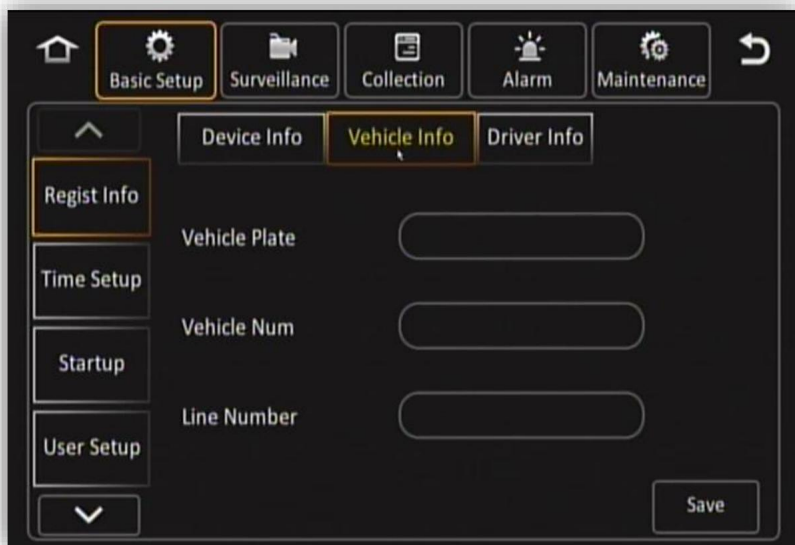 Basic Setup
Surveillance
Collection
Alarm
Maintenance
Device Info
Vehicle Info
Driver Info
Regist Info
Time Setup
Startup
User Setup
Vehicle Plate
Vehicle Num
Line Number
Save